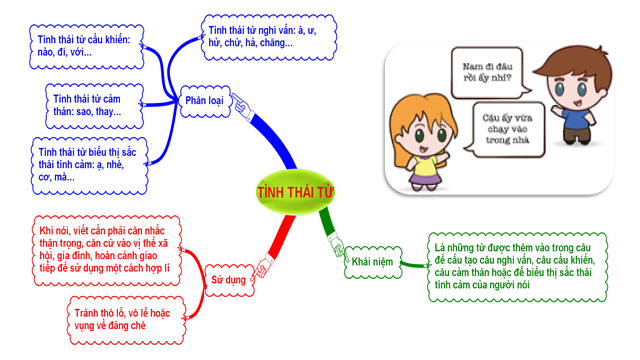 Tình thái từ cầu khiến:
nào, đi, với...
Tình thái từ nghi vấn: à, ư,
hử, chứ, hả, chăng...
Tình thái từ cảm
thán: sao, thay...
Phân loại
Tình thái từ biểu thị sắc
thái tình cảm: ạ, nhé,
cơ, mà...
Nam đi đâu
rồi ấy nhỉ?
Cậu ấy vừa
chạy vào
trong nhà
TÌNH THÁI TỪ
Khi nói, viết cần phải cân nhắc
thận trọng, căn cứ vào vị thế xã
hội, gia đình, hoàn cảnh giao
tiếp để sử dụng một cách hợp lí
Sử dụng
Tránh thô lỗ, vô lễ hoặc
vụng về đáng chê
Khái niệm
Là những từ được thêm vào trong câu
để cấu tạo câu nghi vấn, câu cầu khiến,
câu cảm thán hoặc để biểu thị sắc thái
tình cảm của người nói